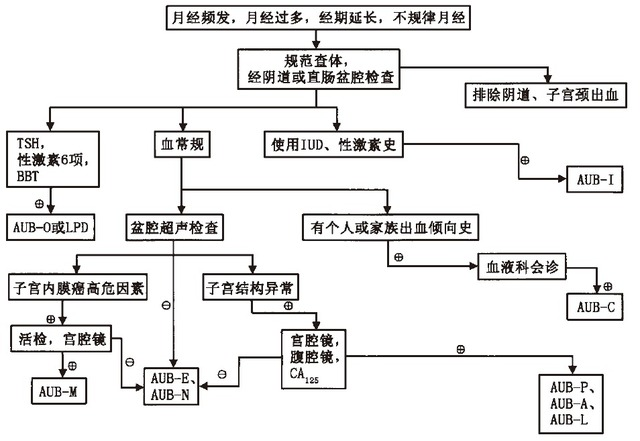 月经频发，月经过多，经期延长，不规律月经
规范查体，
经阴道或直肠盆腔检查
排除阴道、子宫颈出血
TSH，
性激素6项，
BBT
血常规
使用IUD、性激素史
⊕
AUB-I
⊕
AUB-O或LPD
盆腔超声检查
有个人或家族出血倾向史
⊕
血液科会诊
⊕
AUB-C
子宫内膜癌高危因素
⊖
子宫结构异常
⊕
⊕
活检，宫腔镜
宫腔镜，
腹腔镜，
CA125
⊕
⊕
⊖
⊖
AUB-M
AUB-E、
AUB-N
AUB-P、
AUB-A、
AUB-L